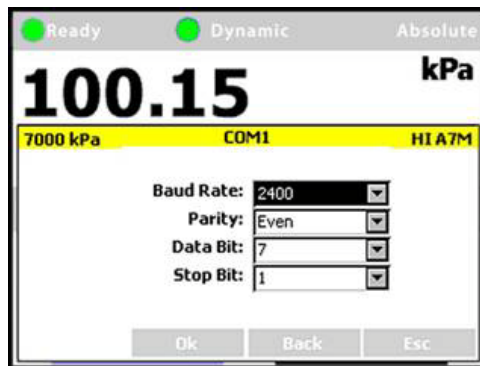 Ready Dynamic Absolute
100.15 kPa
7000 kPa COM1 HI A7M
Baud Rate: 2400
Parity: Even
Data Bit: 7
Stop Bit: 1
Ok Back Esc